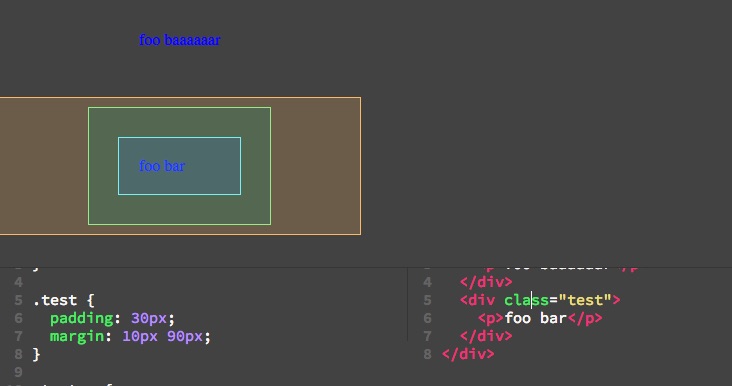 foo baaaaaar
foo bar
4
5 .test {
6 padding: 30px;
7 margin: 10px 90px;
8 }
9
4 </div>
5 <div class="test">
6 <p>foo bar</p>
7 </div>
8 </div>